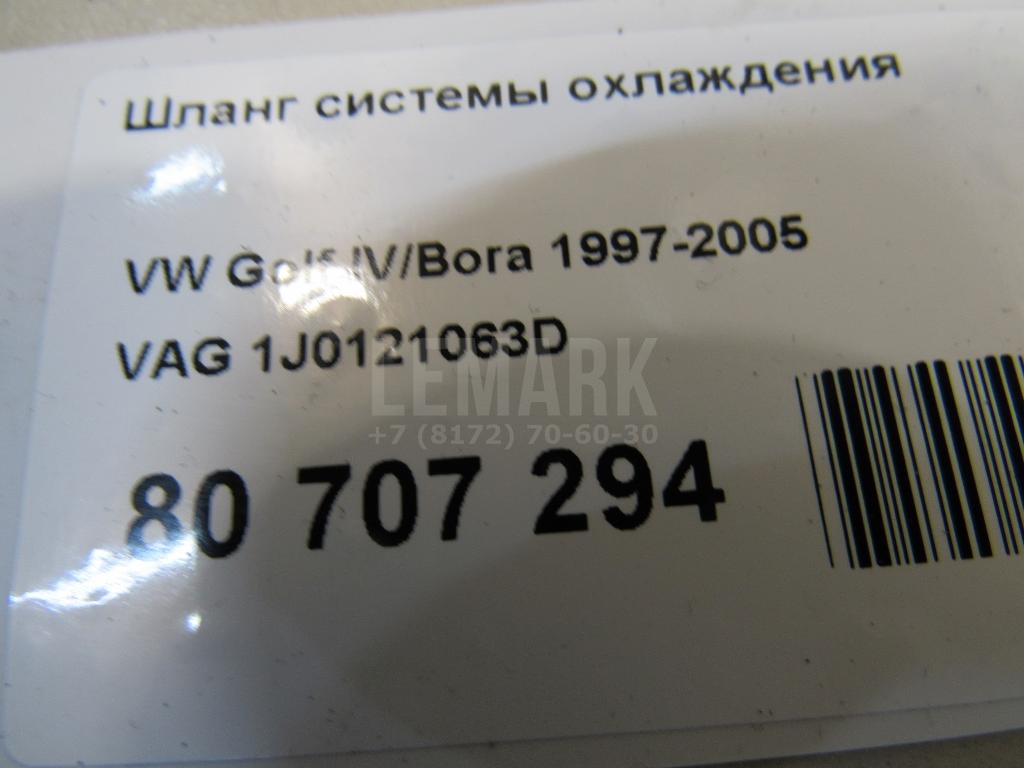 Шланг системы охлаждения
VW Golf IV/Bora 1997-2005
VAG 1J0121063D
LEMARK
+7 (8172) 70-60-30
80 707 294